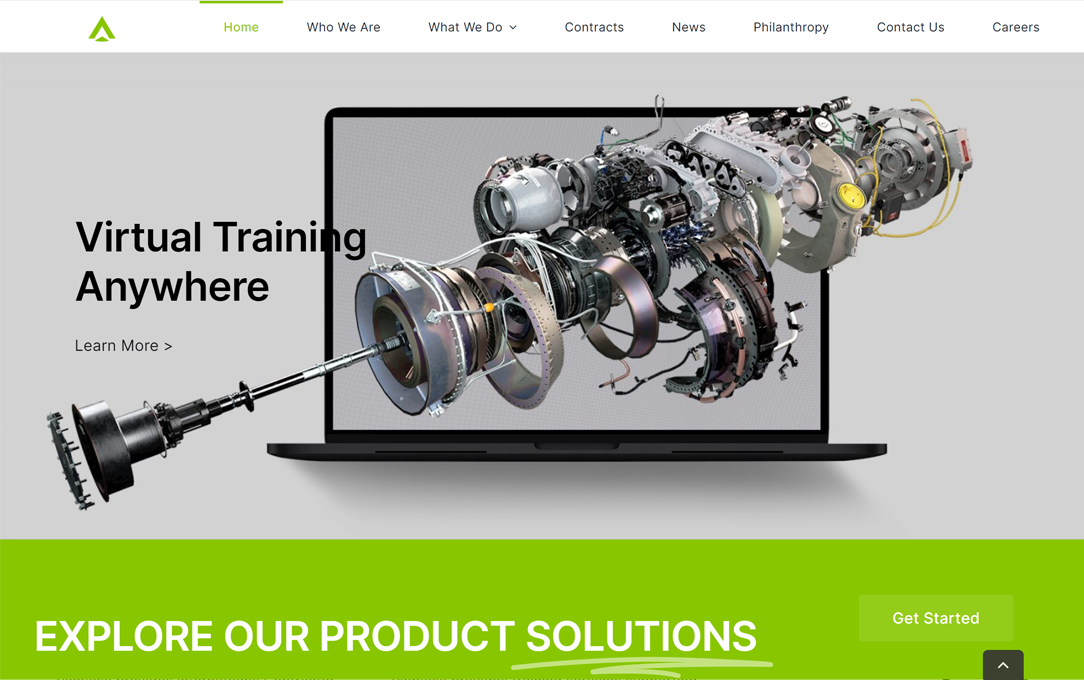 Home
Who We Are
What We Do
Contracts
News
Philanthropy
Contact Us
Careers
Virtual Training
Anywhere
Learn More >
EXPLORE OUR PRODUCT SOLUTIONS
Get Started